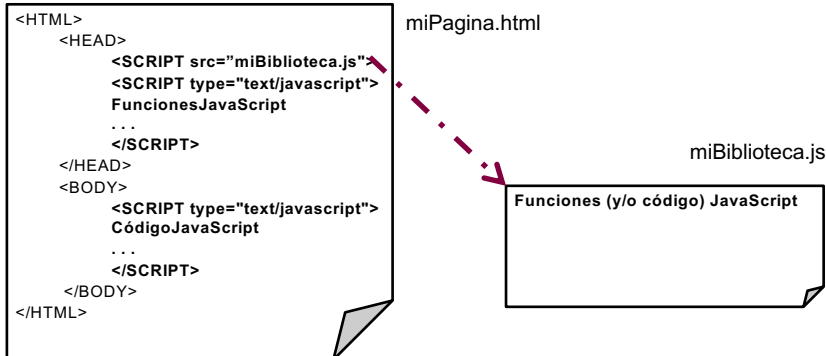 miPagina.html
<HTML>
<HEAD>
<SCRIPT src=”miBiblioteca.js">
<SCRIPT type="text/javascript">
FuncionesJavaScript
. . .
</SCRIPT>
</HEAD>
<BODY>
<SCRIPT type="text/javascript">
CódigoJavaScript
. . .
</SCRIPT>
</BODY>
</HTML>
miBiblioteca.js
Funciones (y/o código) JavaScript